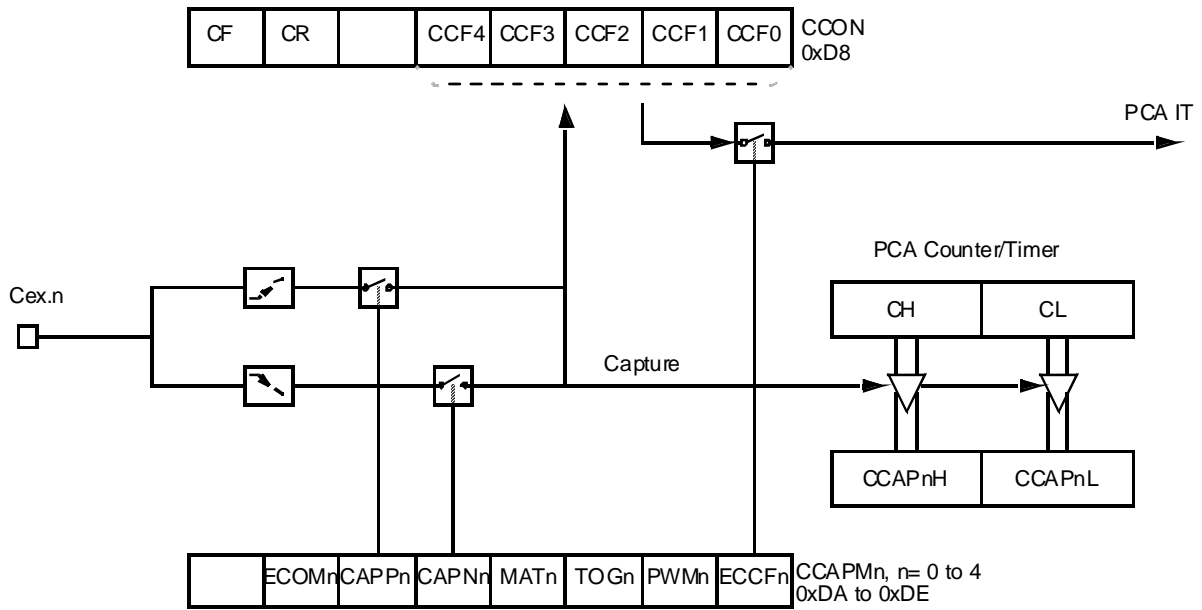 CF CR CCF4 CCF3 CCF2 CCF1 CCF0 CCON
0xD8
PCA IT
PCA Counter/Timer
Cex.n
CH CL
Capture
CCAPnH CCAPnL
ECOMn CAPPn CAPNn MATn TOGn PWMn ECCFn CCAPMn, n= 0 to 4
0xDA to 0xDE